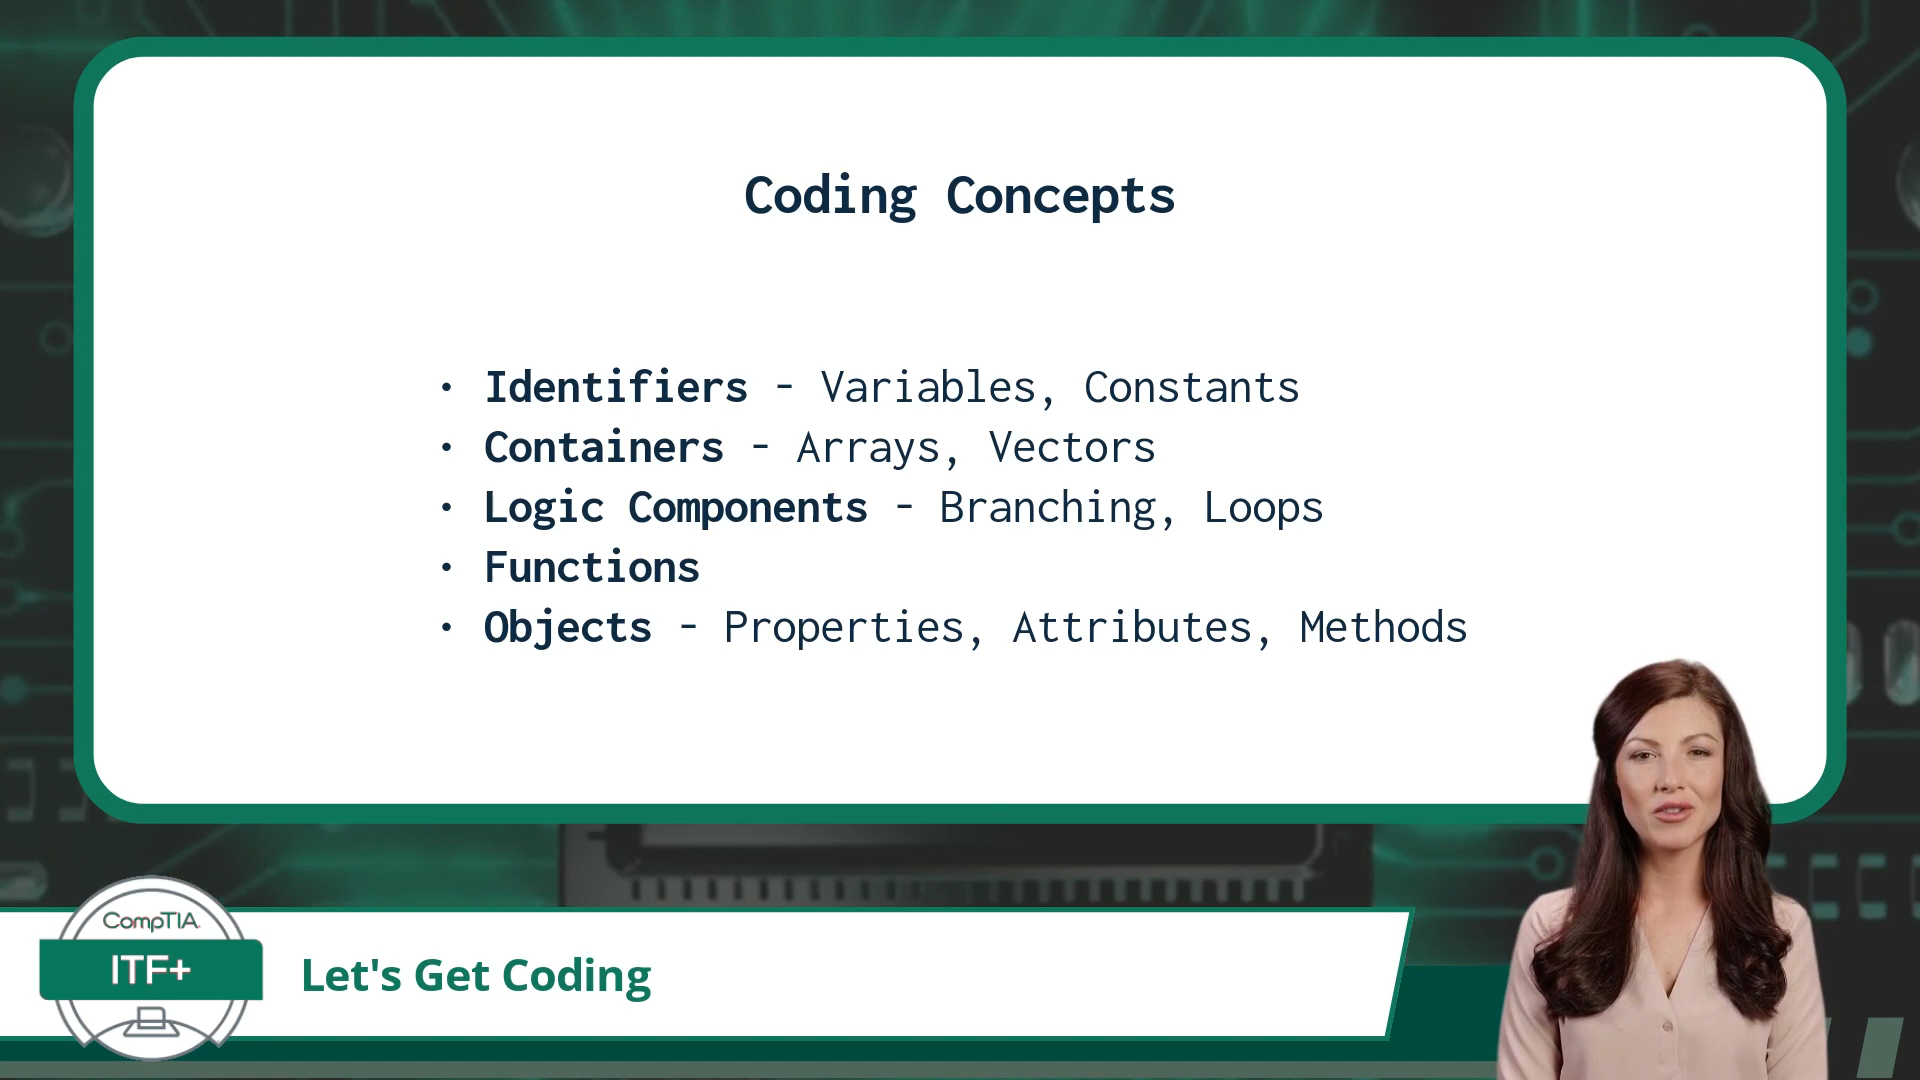 Coding Concepts
• Identifiers - Variables, Constants
• Containers - Arrays, Vectors
• Logic Components - Branching, Loops
• Functions
• Objects - Properties, Attributes, Methods
CompTIA
ITF+
Let's Get Coding